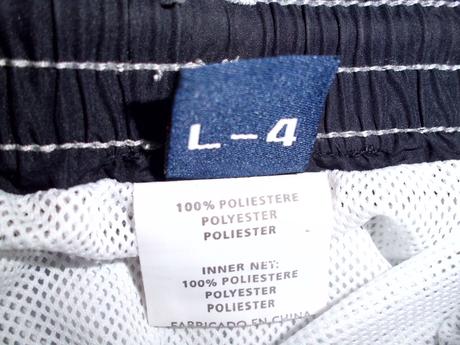 L-4
100% POLIESTERE
POLYESTER
POLIESTER
INNER NET:
100% POLIESTERE
POLYESTER
POLIESTER
FABRICADO EN CHINA